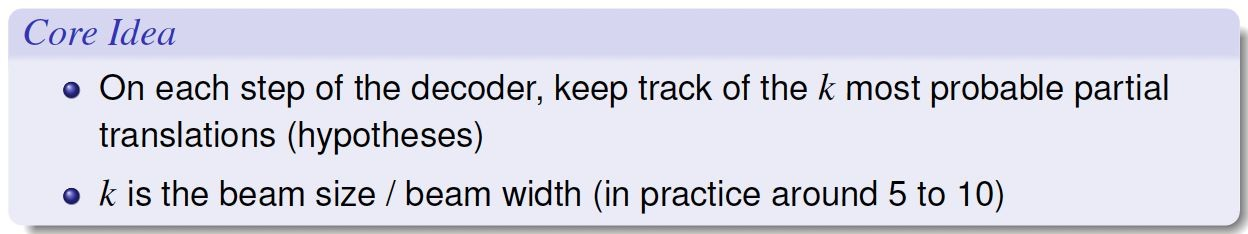 Core Idea
On each step of the decoder, keep track of the k most probable partial
translations (hypotheses)
k is the beam size / beam width (in practice around 5 to 10)